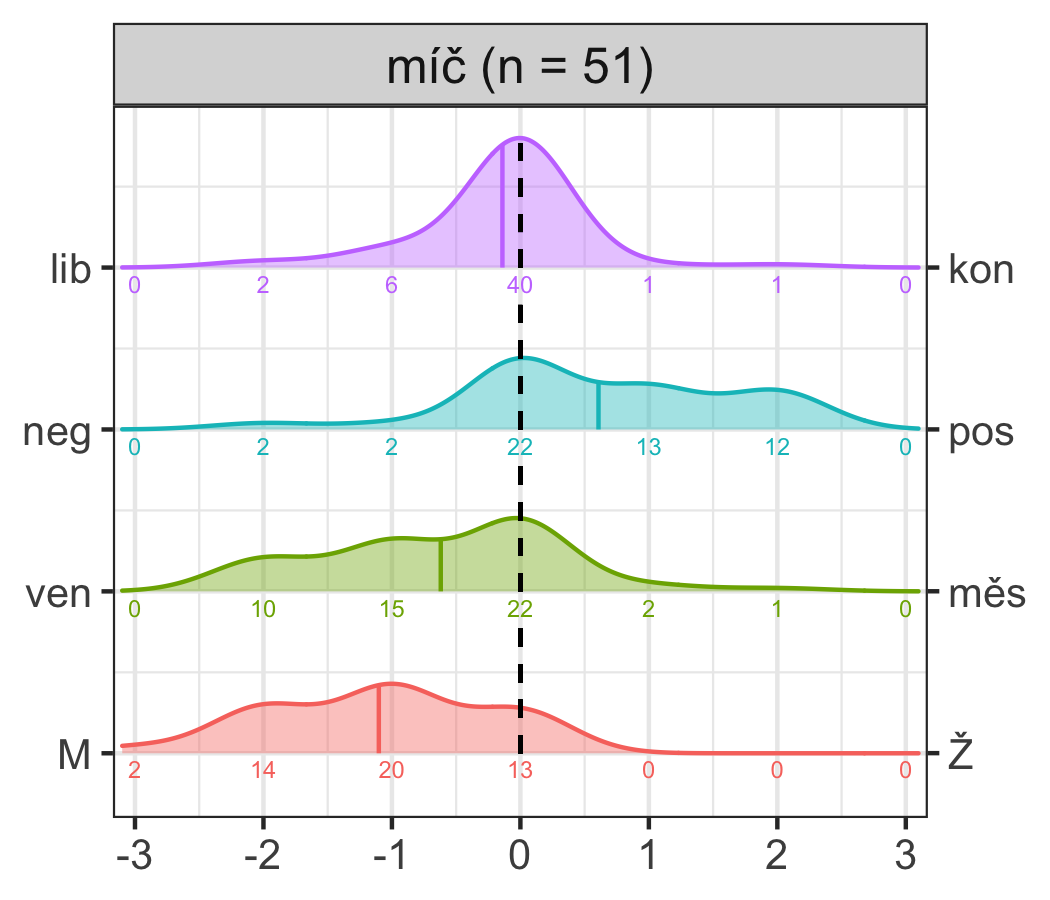 míč (n = 51)
lib kon
0 2 6 40 1 1 0
neg pos
0 2 2 22 13 12 0
ven měs
0 10 15 22 2 1 0
M Ž
2 14 20 13 0 0 0
-3 -2 -1 0 1 2 3